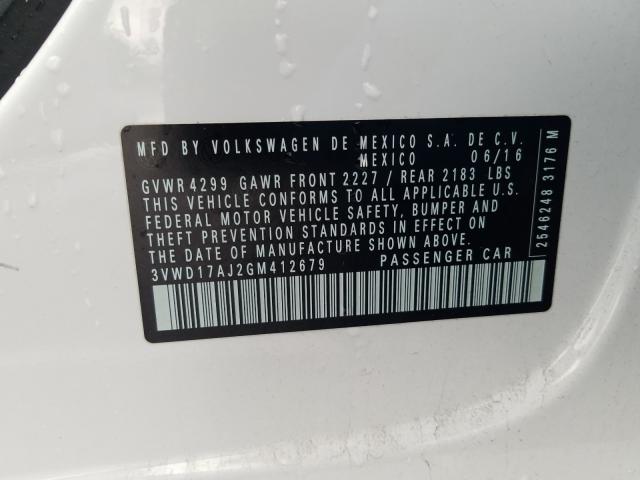 MFD BY VOLKSWAGEN DE MEXICO S.A. DE C.V.
MEXICO 06/16
GVWR 4299 GAWR FRONT 2227 / REAR 2183 LBS
THIS VEHICLE CONFORMS TO ALL APPLICABLE U.S.
FEDERAL MOTOR VEHICLE SAFETY, BUMPER AND
THEFT PREVENTION STANDARDS IN EFFECT ON
THE DATE OF MANUFACTURE SHOWN ABOVE.
3VWD17AJ2GM412679 PASSENGER CAR
2546248 3176 M